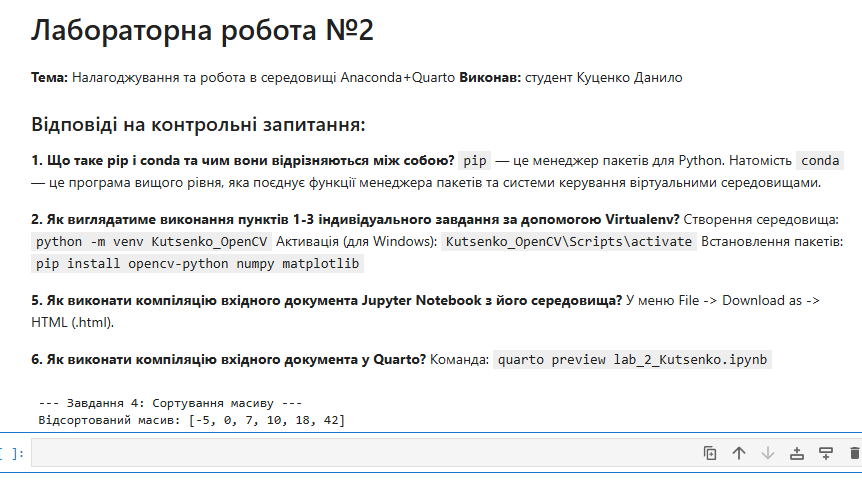 Лабораторна робота №2
Тема: Налагоджування та робота в середовищі Anaconda+Quarto Виконав: студент Куценко Данило
Відповіді на контрольні запитання:
1. Що таке pip і conda та чим вони відрізняються між собою? pip — це менеджер пакетів для Python. Натомість conda
— це програма вищого рівня, яка поєднує функції менеджера пакетів та системи керування віртуальними середовищами.
2. Як виглядатиме виконання пунктів 1-3 індивідуального завдання за допомогою Virtualenv? Створення середовища:
python -m venv Kutsenko_OpenCV Активація (для Windows): Kutsenko_OpenCV\Scripts\activate Встановлення пакетів:
pip install opencv-python numpy matplotlib
5. Як виконати компіляцію вхідного документа Jupyter Notebook з його середовища? У меню File -> Download as ->
HTML (.html).
6. Як виконати компіляцію вхідного документа у Quarto? Команда: quarto preview lab_2_Kutsenko.ipynb
--- Завдання 4: Сортування масиву ---
Відсортований масив: [-5, 0, 7, 10, 18, 42]
[ ]: